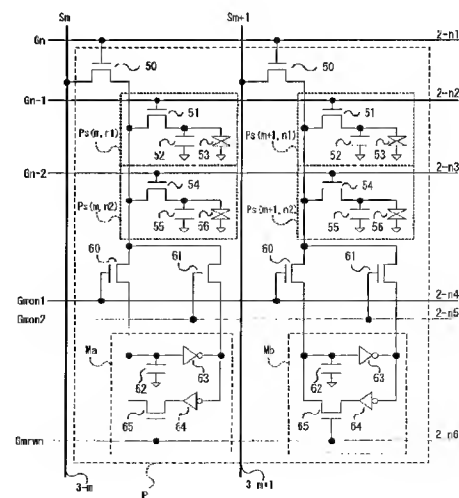 Sm Sm+1
Gn 2-n1
50 50
Gn-1 2-n2
51 51
Ps(m,n1) Ps(m+1,n1)
52 53 52 53
Gn-2 2-n3
54 54
Ps(m,n2) Ps(m+1,n2)
55 56 55 56
60 61 60 61
Gmon1 2-n4
Gmon2 2-n5
Ma Mb
62 63 62 63
65 64 65 64
Gmrwn 2-n6
3-m 3-m+1
P